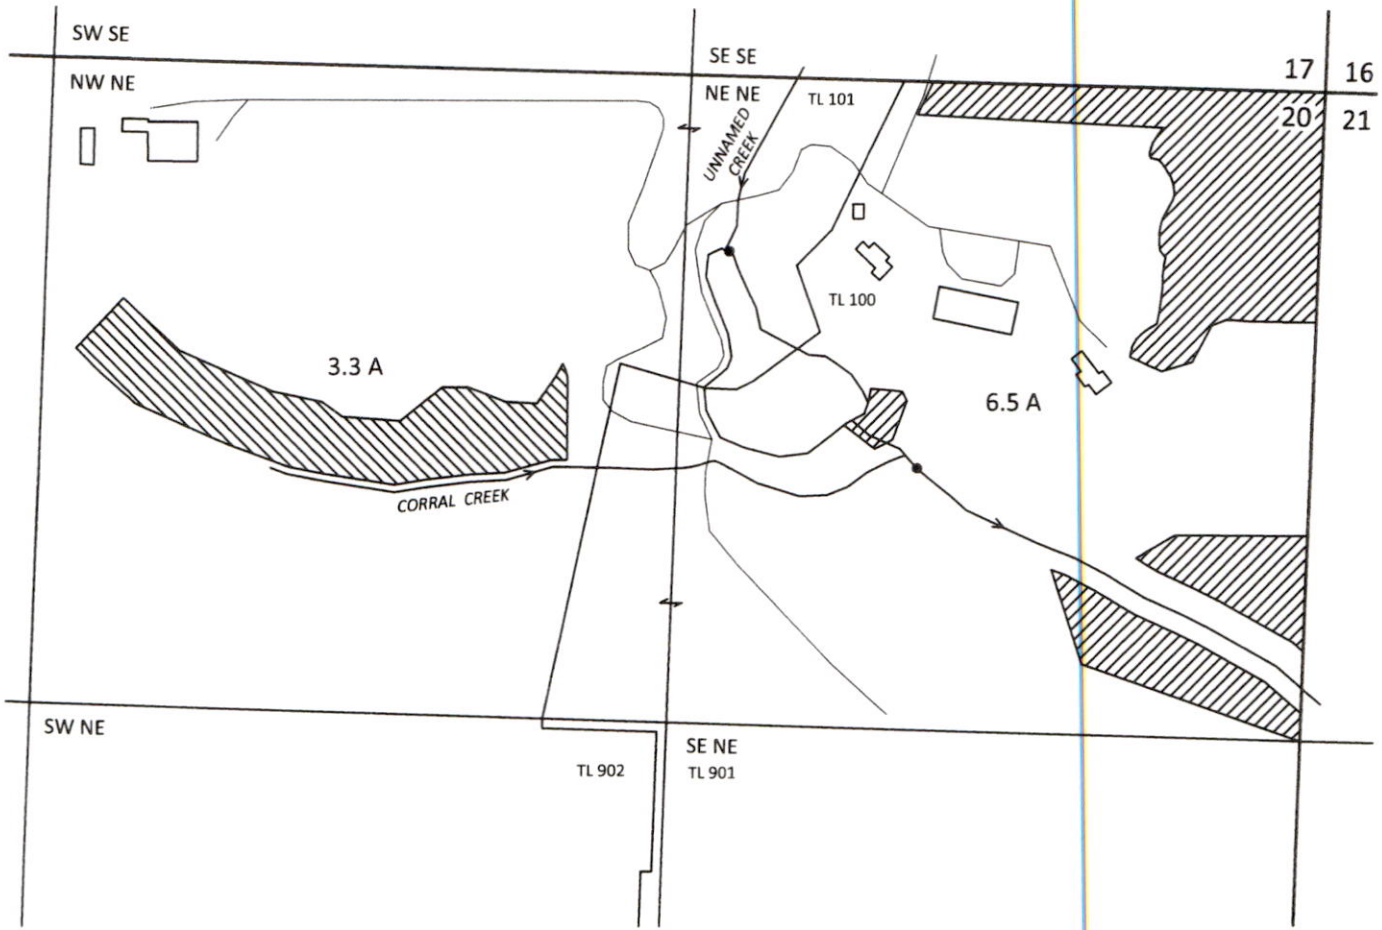 SW SE
SE SE
17
16
NW NE
NE NE
TL 101
20
21
UNNAMED
CREEK
TL 100
3.3 A
6.5 A
CORRAL CREEK
SW NE
SE NE
TL 902
TL 901